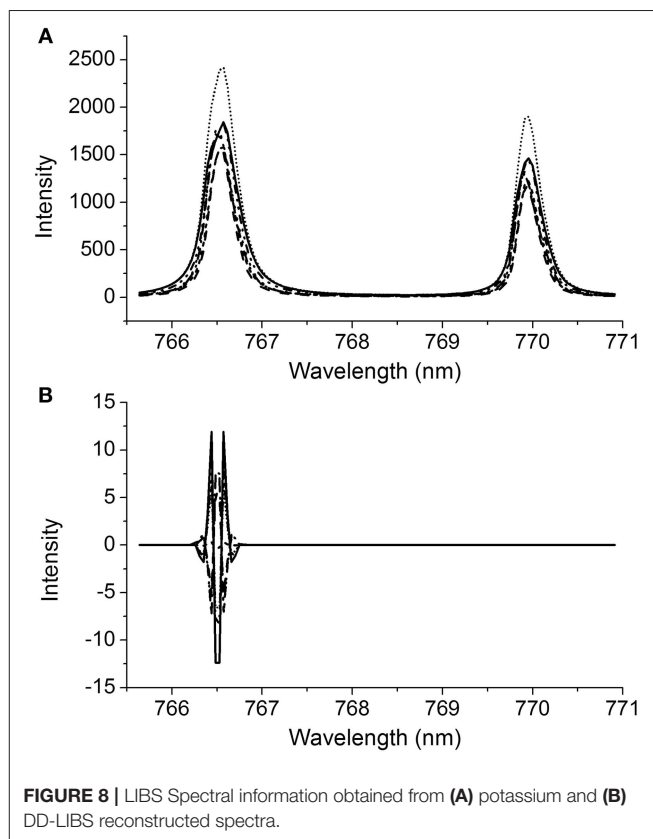 A
2500
2000
1500
1000
500
0
Intensity
766 767 768 769 770 771
Wavelength (nm)
B
15
10
5
0
-5
-10
-15
Intensity
766 767 768 769 770 771
Wavelength (nm)
FIGURE 8 | LIBS Spectral information obtained from (A) potassium and (B)
DD-LIBS reconstructed spectra.